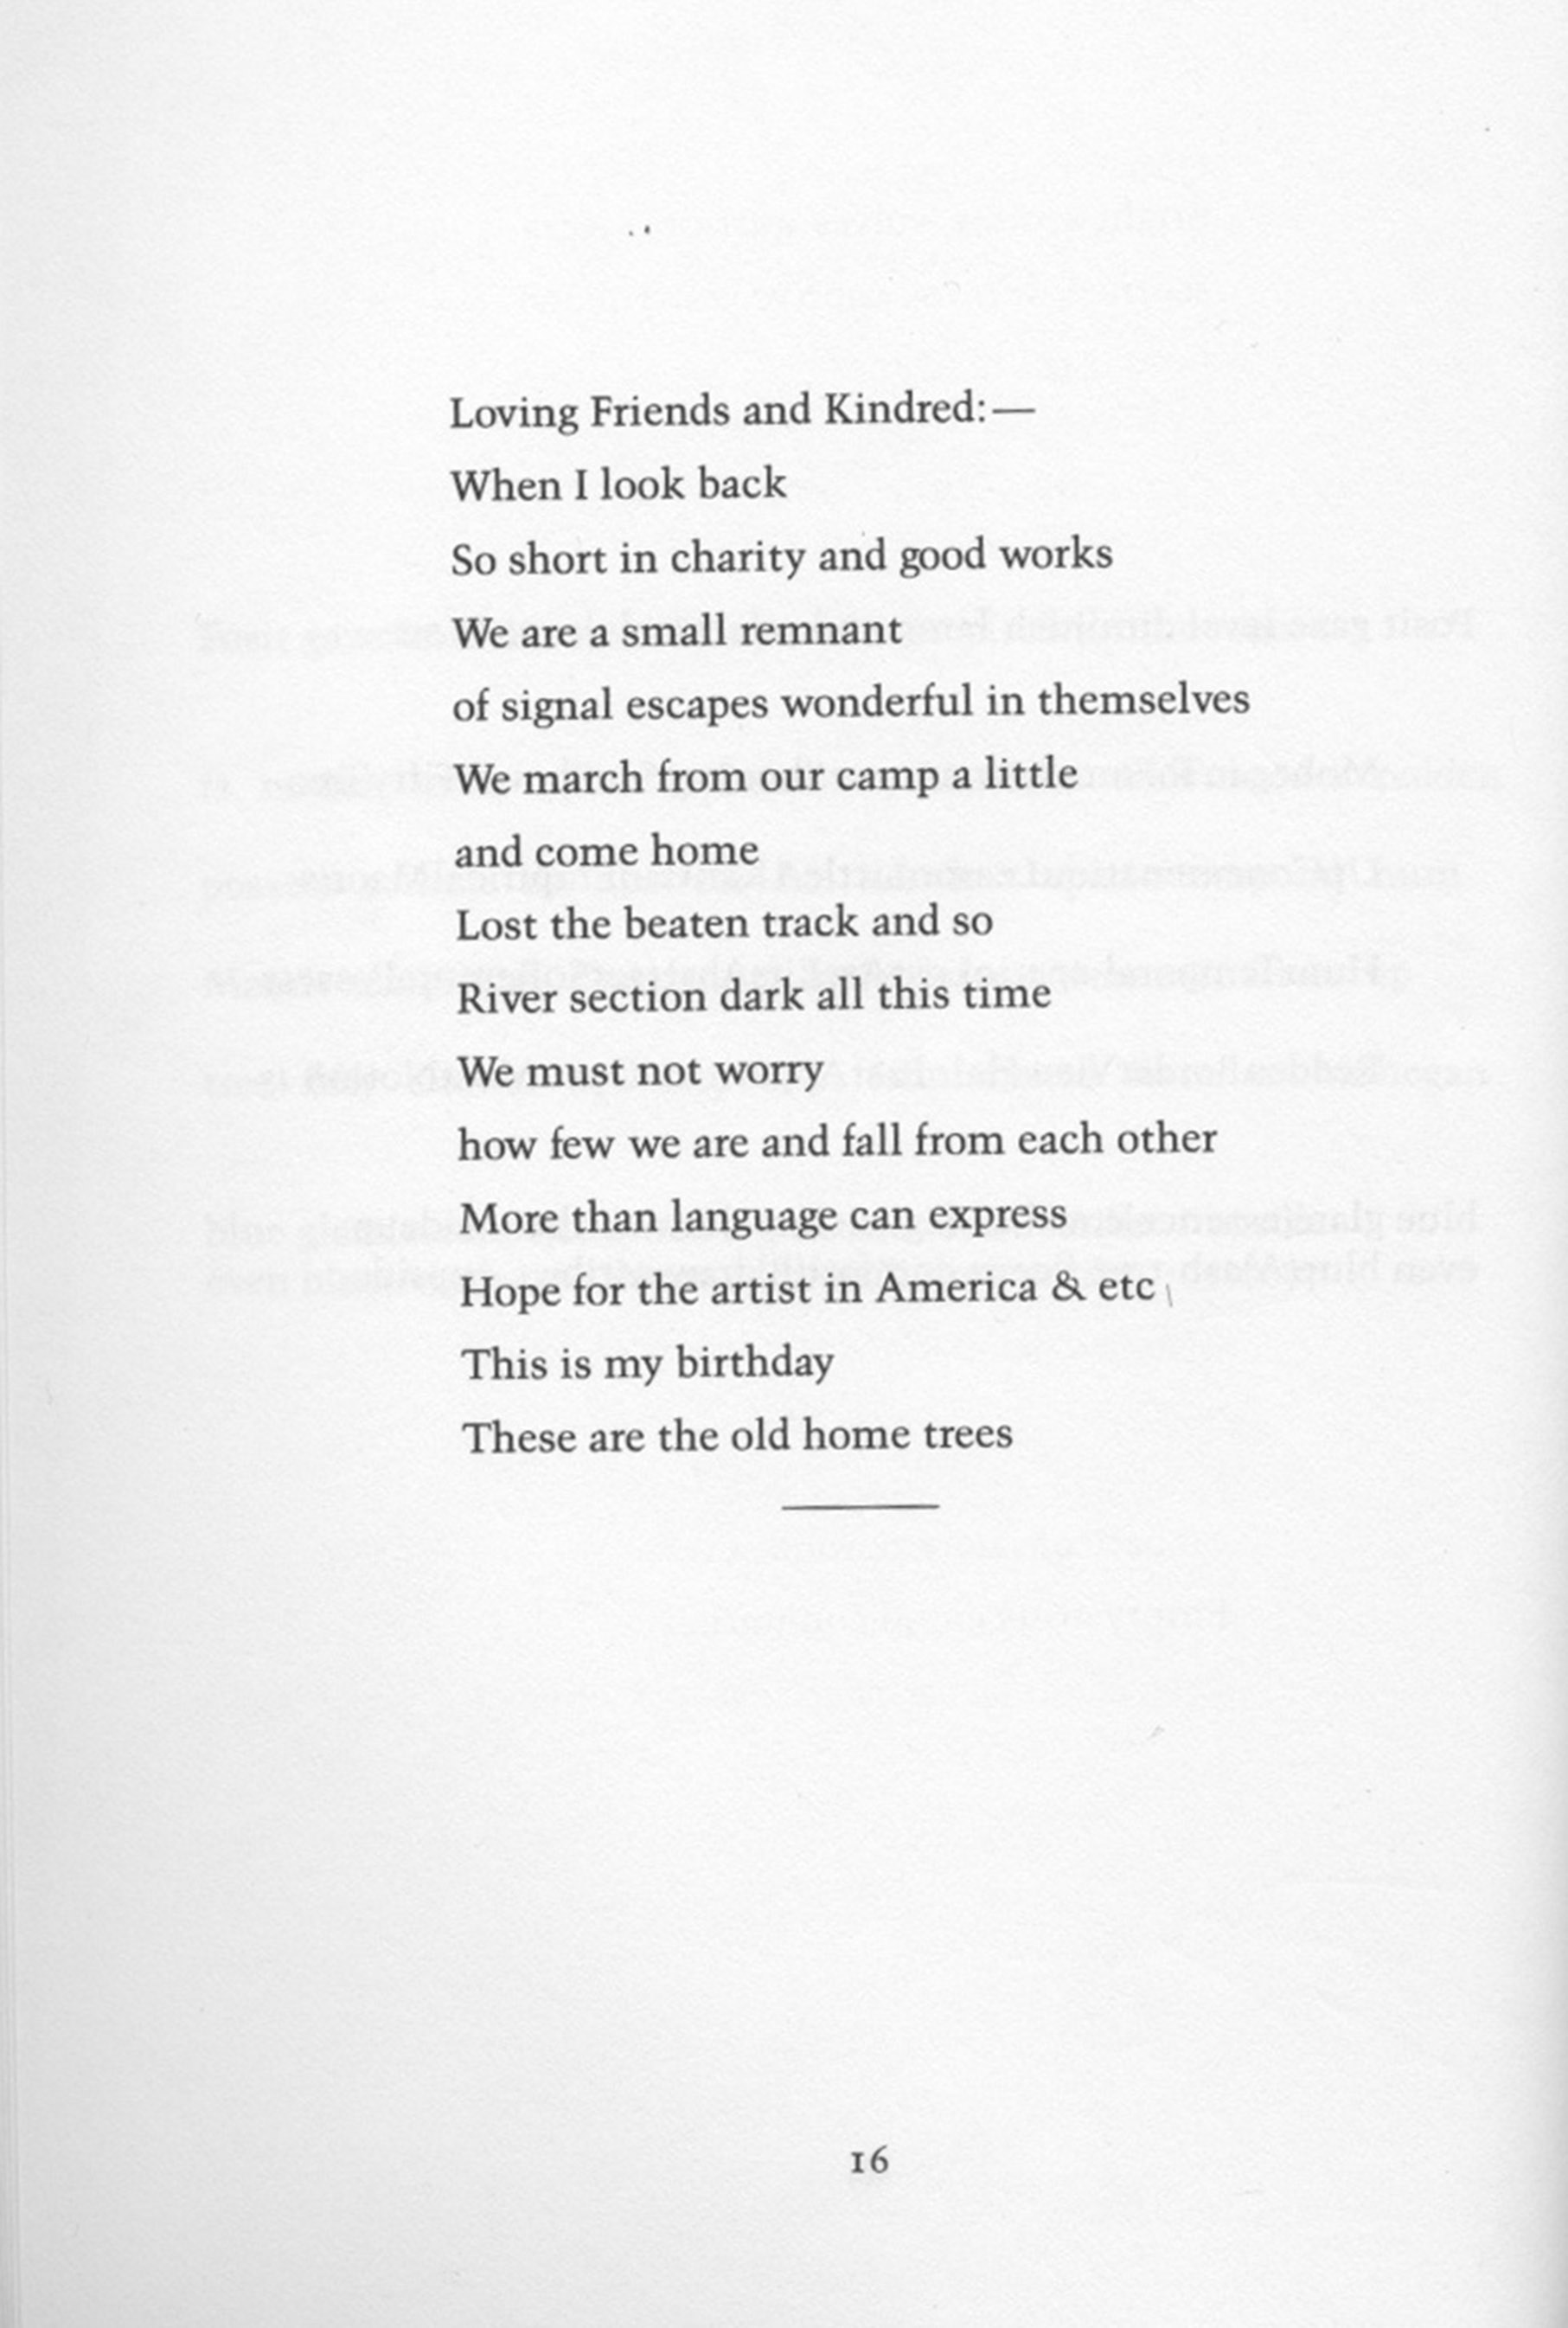 Loving Friends and Kindred:—
When I look back
So short in charity and good works
We are a small remnant
of signal escapes wonderful in themselves
We march from our camp a little
and come home
Lost the beaten track and so
River section dark all this time
We must not worry
how few we are and fall from each other
More than language can express
Hope for the artist in America & etc
This is my birthday
These are the old home trees
16